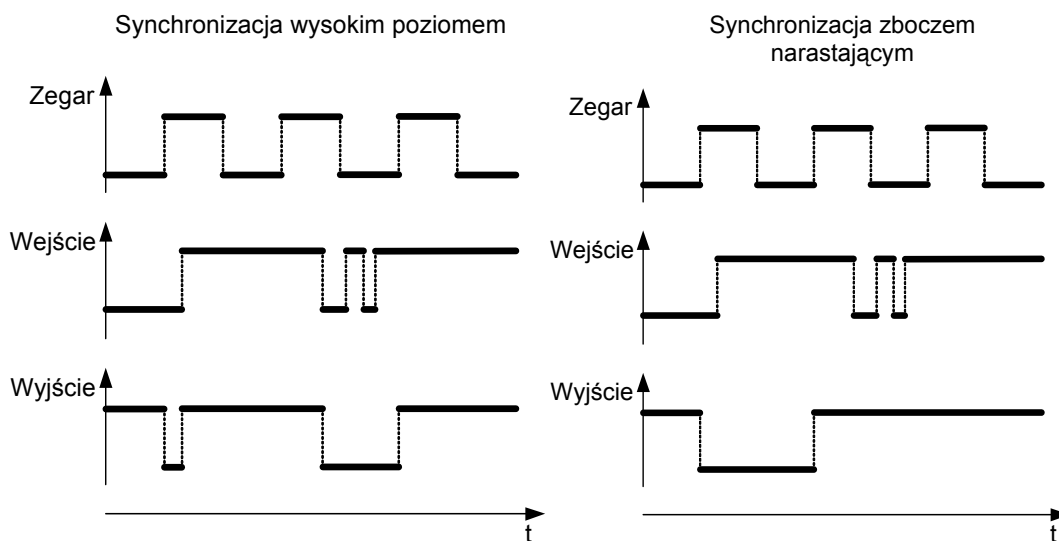 Synchronizacja wysokim poziomem
Zegar
Wejście
Wyjście
t
Synchronizacja zboczem
narastającym
Zegar
Wejście
Wyjście
t